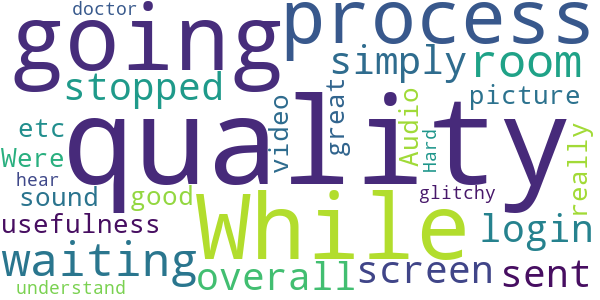 doctor
going
process
simply
room
stopped
quality
picture
video
great
Audio
Hard
really
etc
Were
hear
sound
good
glitchy
usefulness
While
login
waiting
overall
screen
sent
understand